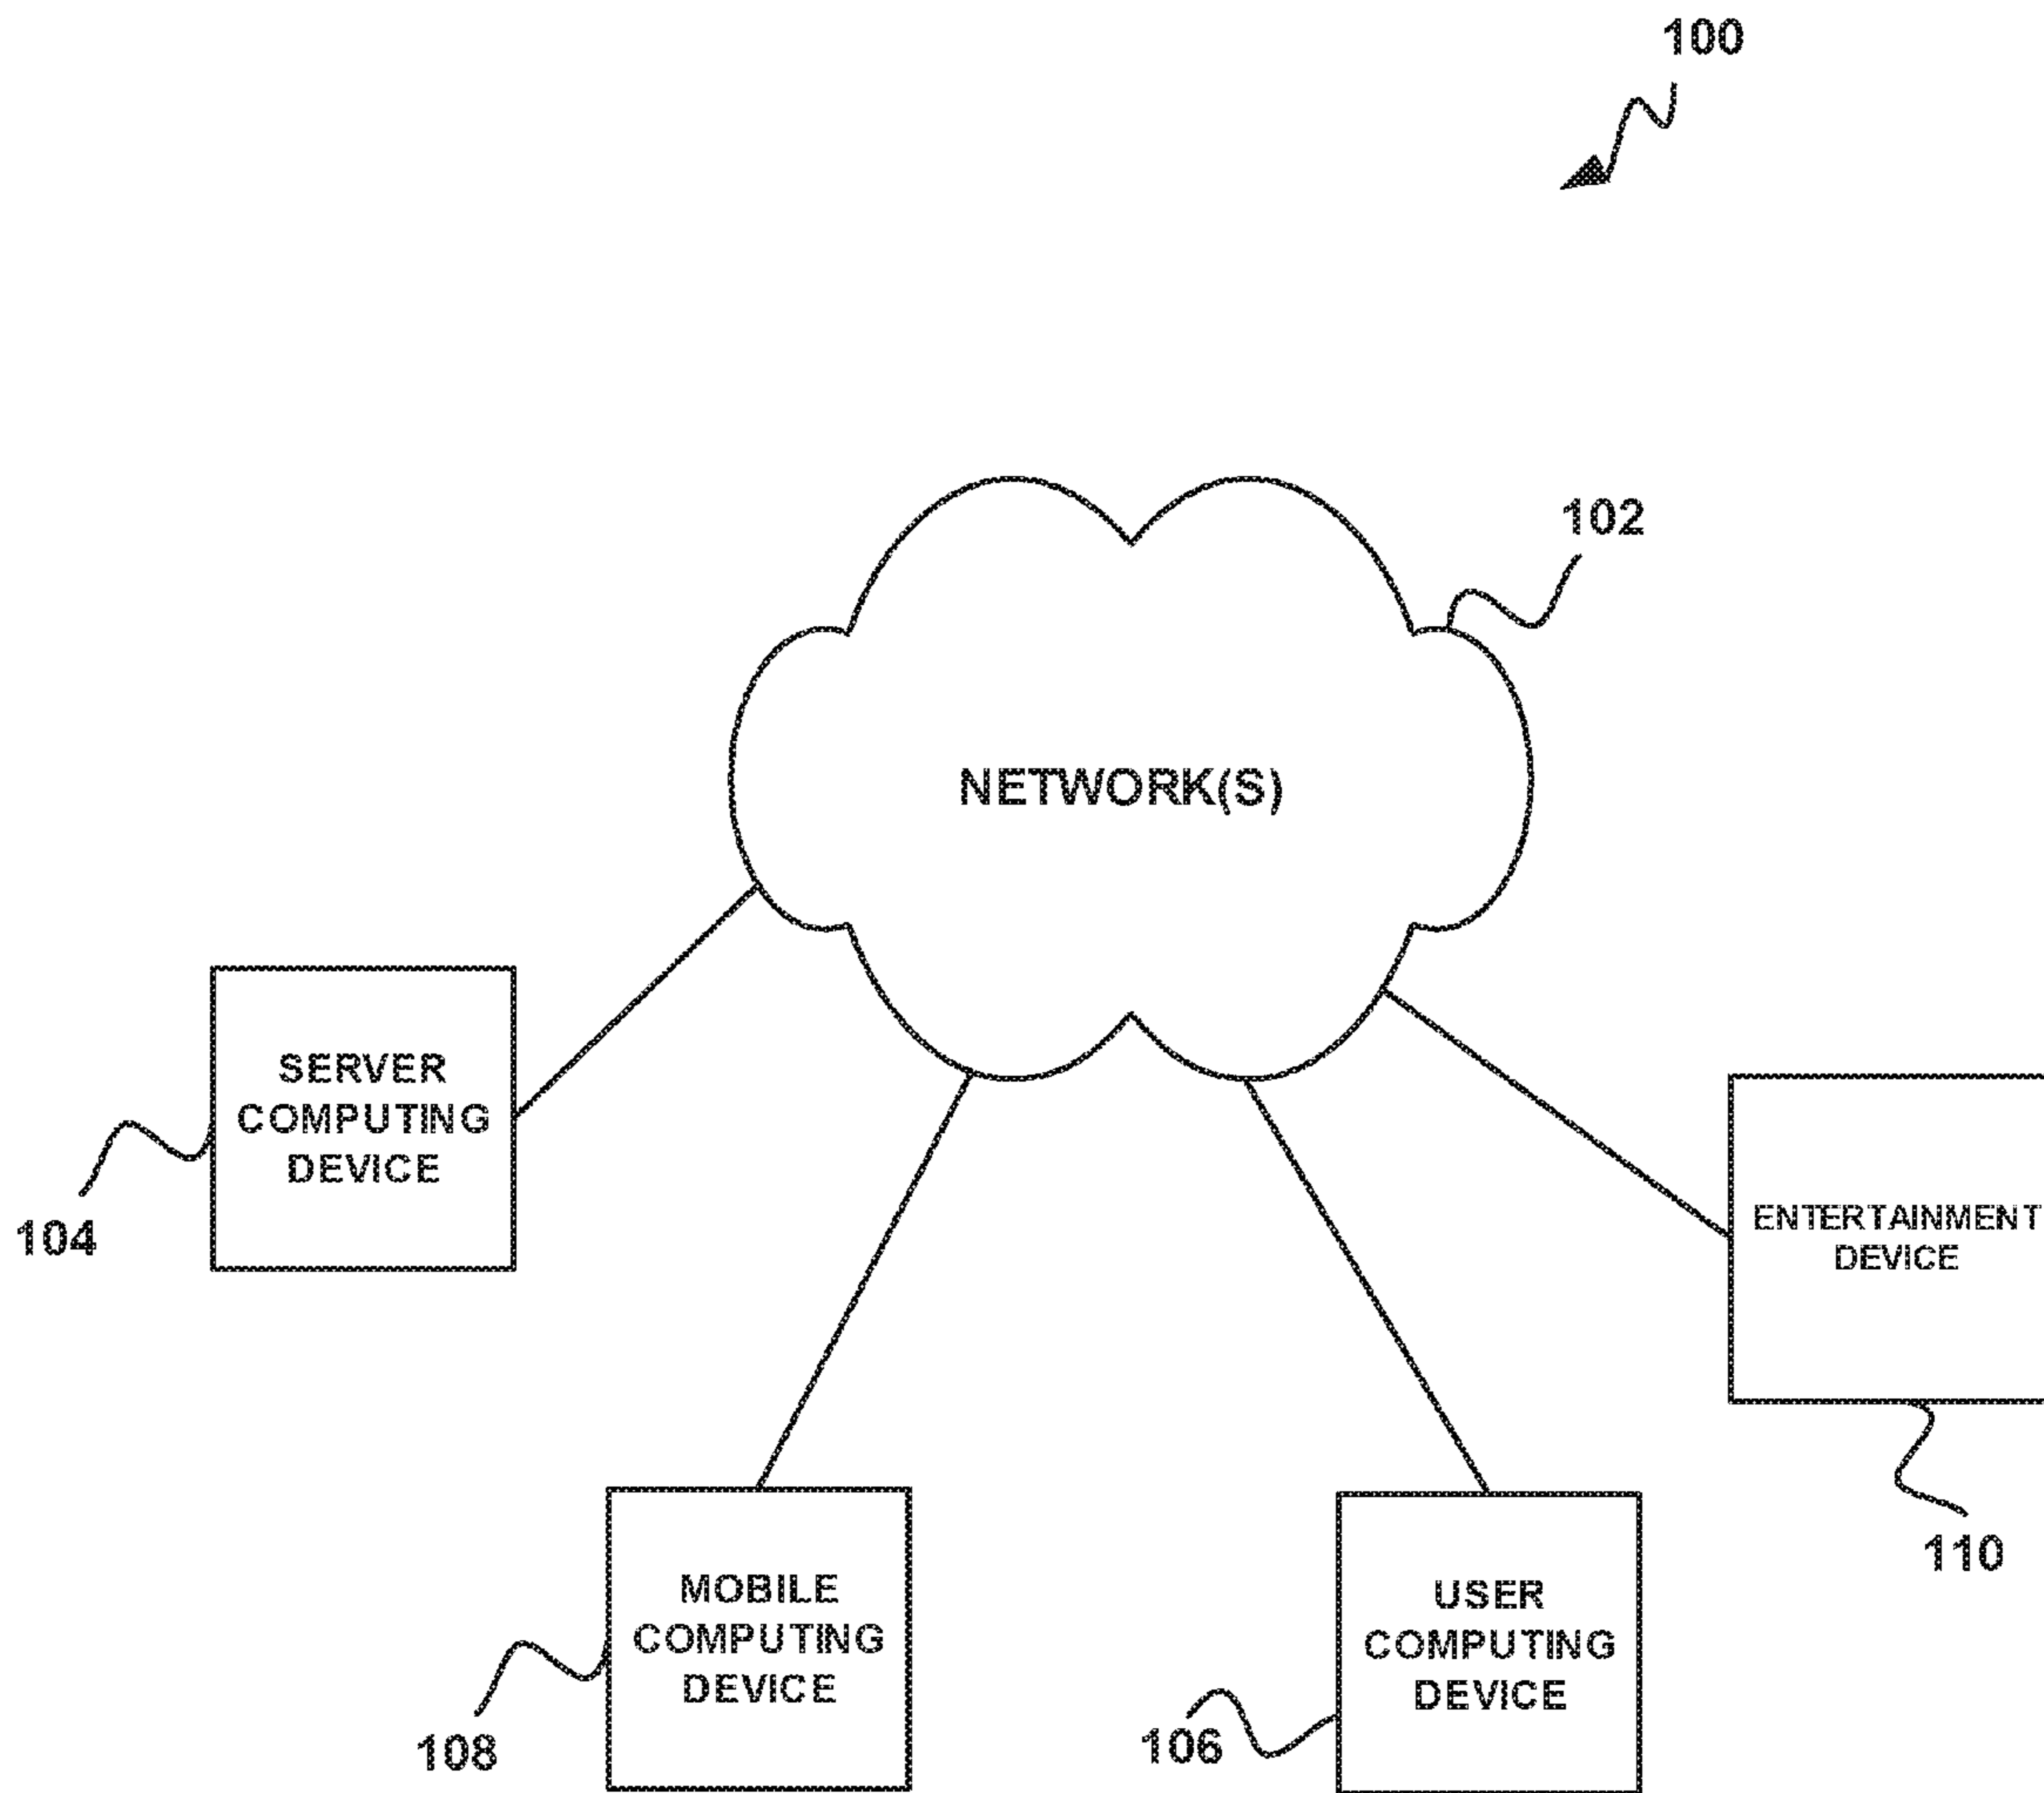 100
102
NETWORK(S)
SERVER
COMPUTING
DEVICE
104
ENTERTAINMENT
DEVICE
110
MOBILE
COMPUTING
DEVICE
108
USER
COMPUTING
DEVICE
106